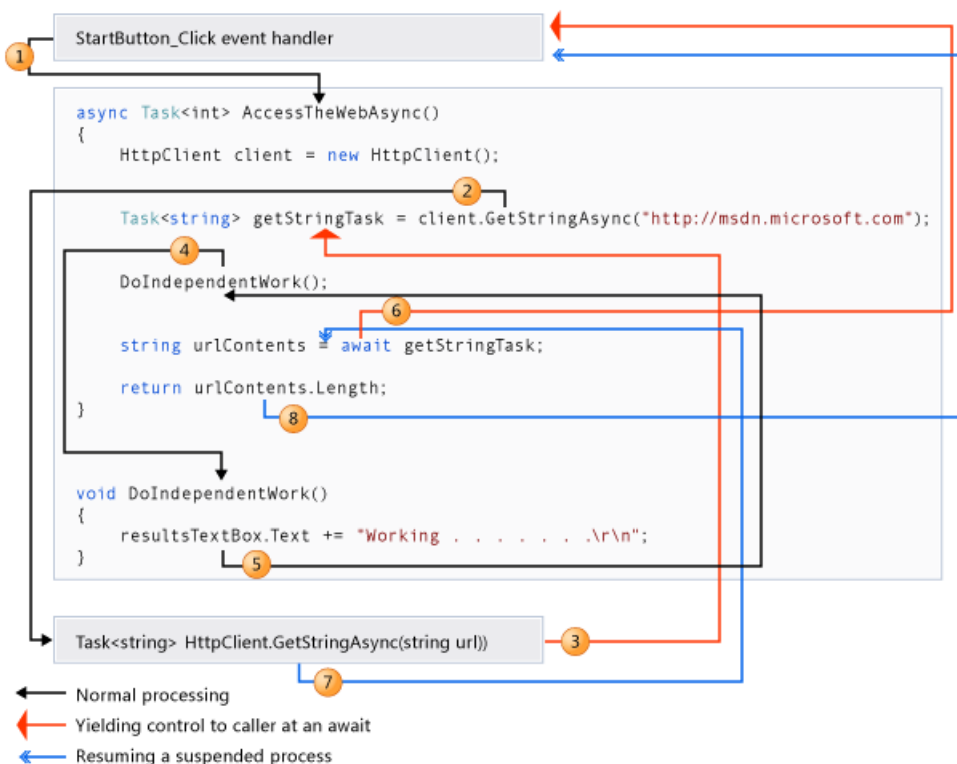 StartButton_Click event handler
1
async Task<int> AccessTheWebAsync()
{
HttpClient client = new HttpClient();
2
Task<string> getStringTask = client.GetStringAsync("http://msdn.microsoft.com");
4
DoIndependentWork();
6
string urlContents = await getStringTask;
return urlContents.Length;
}
8
void DoIndependentWork()
{
resultsTextBox.Text += "Working . . . . . . .\r\n";
}
5
Task<string> HttpClient.GetStringAsync(string url))
3
7
Normal processing
Yielding control to caller at an await
Resuming a suspended process